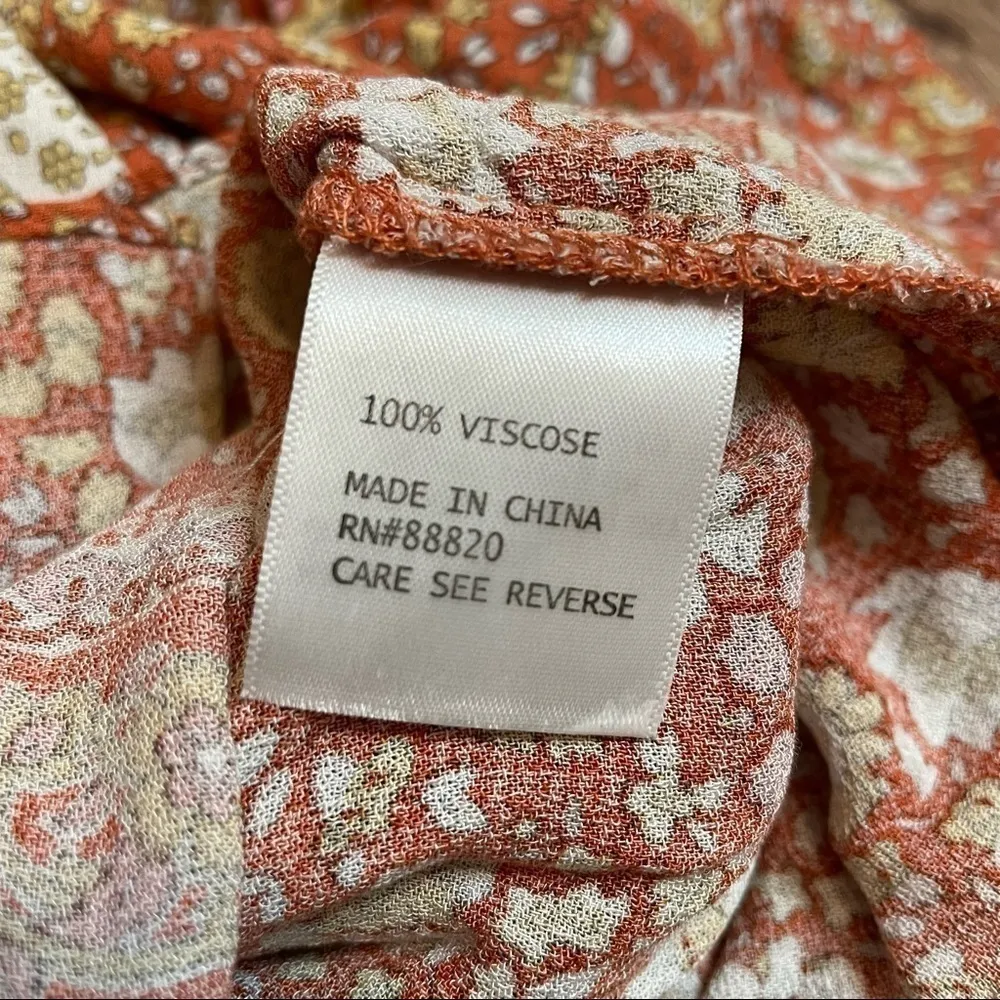 100% VISCOSE
MADE IN CHINA
RN#88820
CARE SEE REVERSE